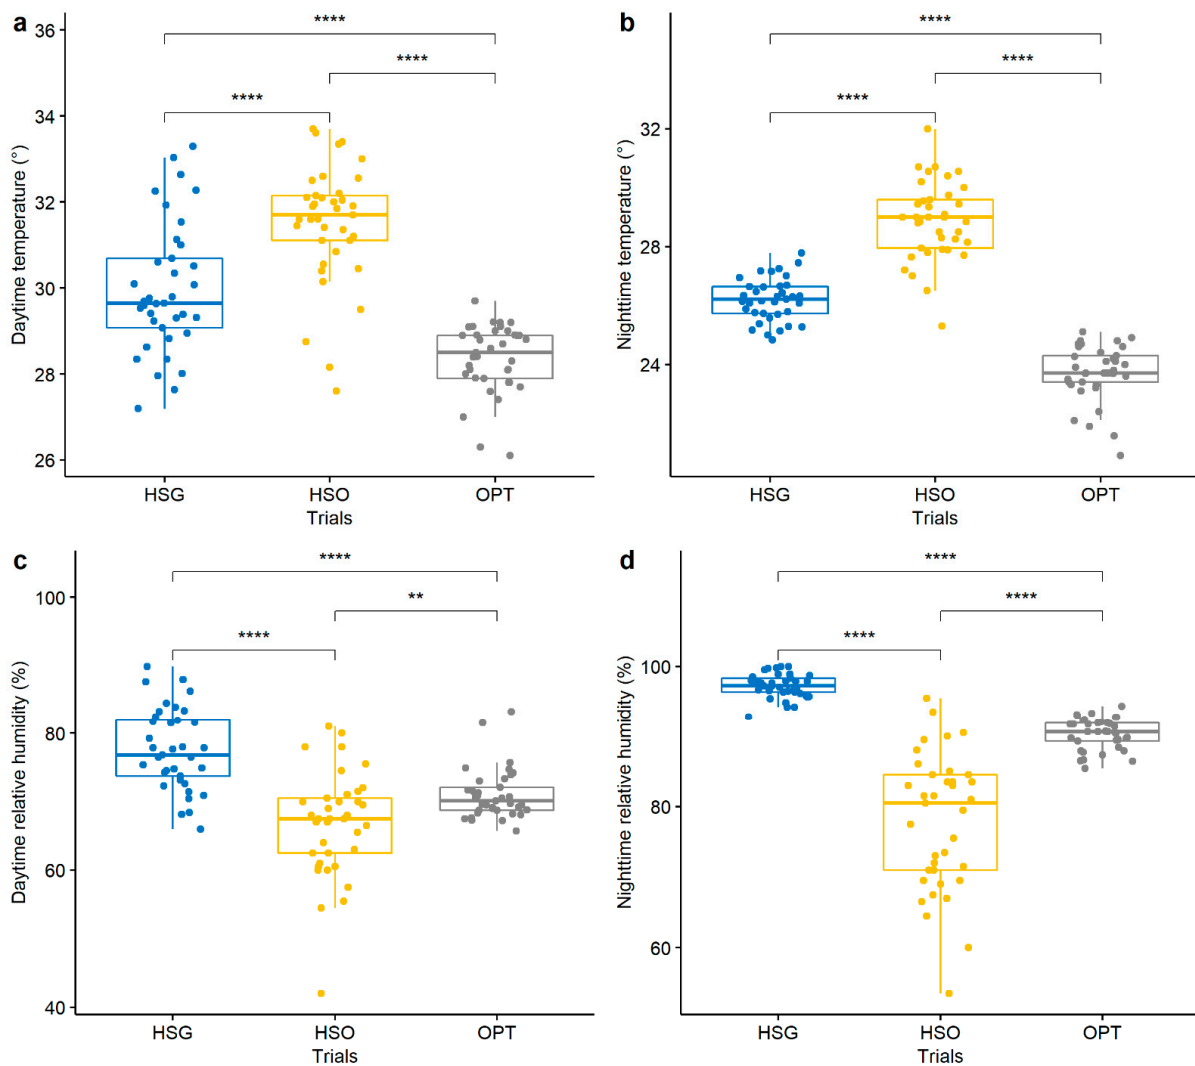 a
36
34
32
30
28
26
Daytime temperature (°)
****
****
****
HSG HSO OPT
Trials
b
32
28
24
Nighttime temperature (°)
****
****
****
HSG HSO OPT
Trials
c
100
80
60
40
Daytime relative humidity (%)
****
**
****
HSG HSO OPT
Trials
d
100
80
60
Nighttime relative humidity (%)
****
****
****
HSG HSO OPT
Trials